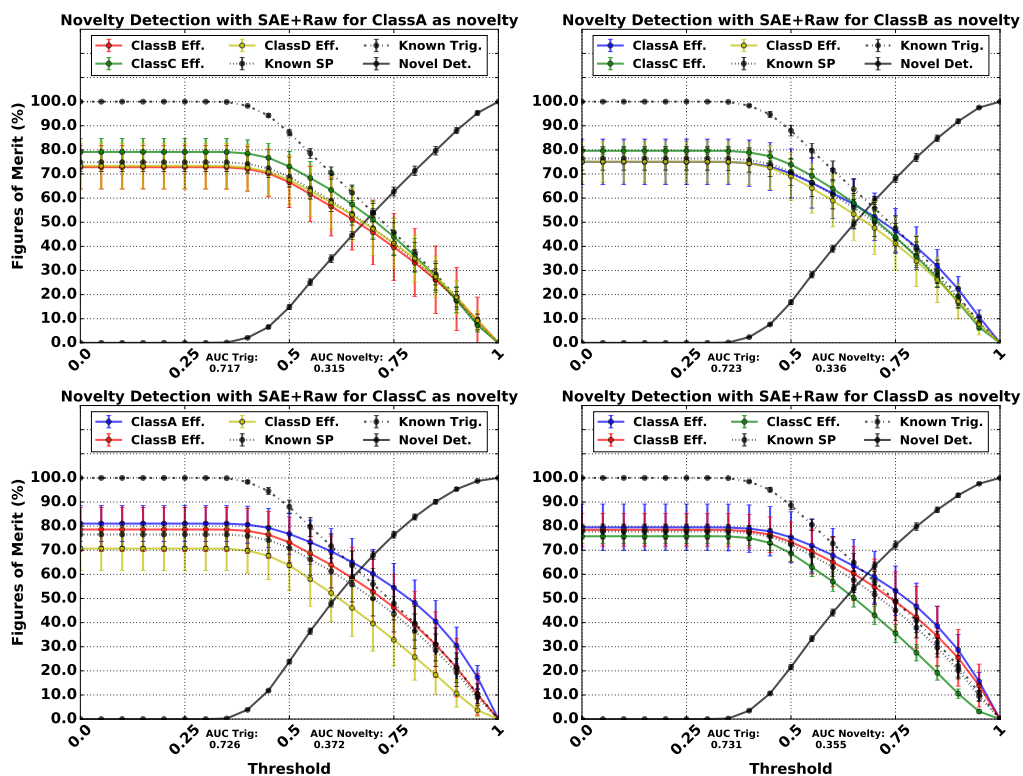 Novelty Detection with SAE+Raw for ClassA as novelty
ClassB Eff. ClassD Eff. Known Trig.
ClassC Eff. Known SP Novel Det.
Figures of Merit (%)
100.0
90.0
80.0
70.0
60.0
50.0
40.0
30.0
20.0
10.0
0.0
0.0 0.25 0.5 0.75 1
AUC Trig: AUC Novelty:
0.717 0.315
Novelty Detection with SAE+Raw for ClassB as novelty
ClassA Eff. ClassD Eff. Known Trig.
ClassC Eff. Known SP Novel Det.
100.0
90.0
80.0
70.0
60.0
50.0
40.0
30.0
20.0
10.0
0.0
0.0 0.25 0.5 0.75 1
AUC Trig: AUC Novelty:
0.723 0.336
Novelty Detection with SAE+Raw for ClassC as novelty
ClassA Eff. ClassD Eff. Known Trig.
ClassB Eff. Known SP Novel Det.
Figures of Merit (%)
100.0
90.0
80.0
70.0
60.0
50.0
40.0
30.0
20.0
10.0
0.0
0.0 0.25 0.5 0.75 1
AUC Trig: AUC Novelty:
0.726 0.372
Threshold
Novelty Detection with SAE+Raw for ClassD as novelty
ClassA Eff. ClassC Eff. Known Trig.
ClassB Eff. Known SP Novel Det.
100.0
90.0
80.0
70.0
60.0
50.0
40.0
30.0
20.0
10.0
0.0
0.0 0.25 0.5 0.75 1
AUC Trig: AUC Novelty:
0.731 0.355
Threshold